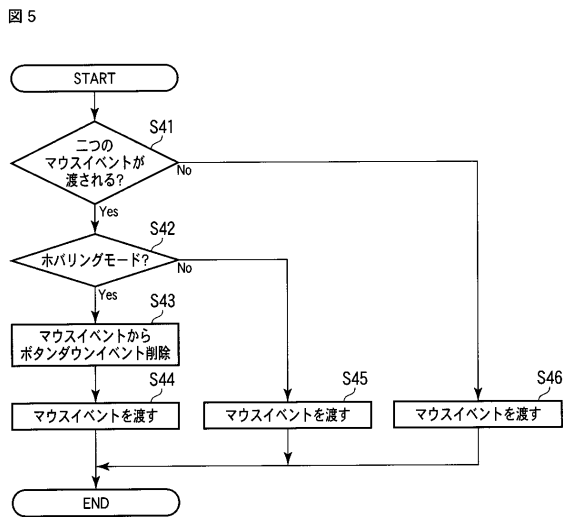 図5
START
S41
二つの
マウスイベントが
渡される?
No
Yes
S42
ホバリングモード?
No
Yes
S43
マウスイベントから
ボタンダウンイベント削除
S44
マウスイベントを渡す
S45
マウスイベントを渡す
S46
マウスイベントを渡す
END